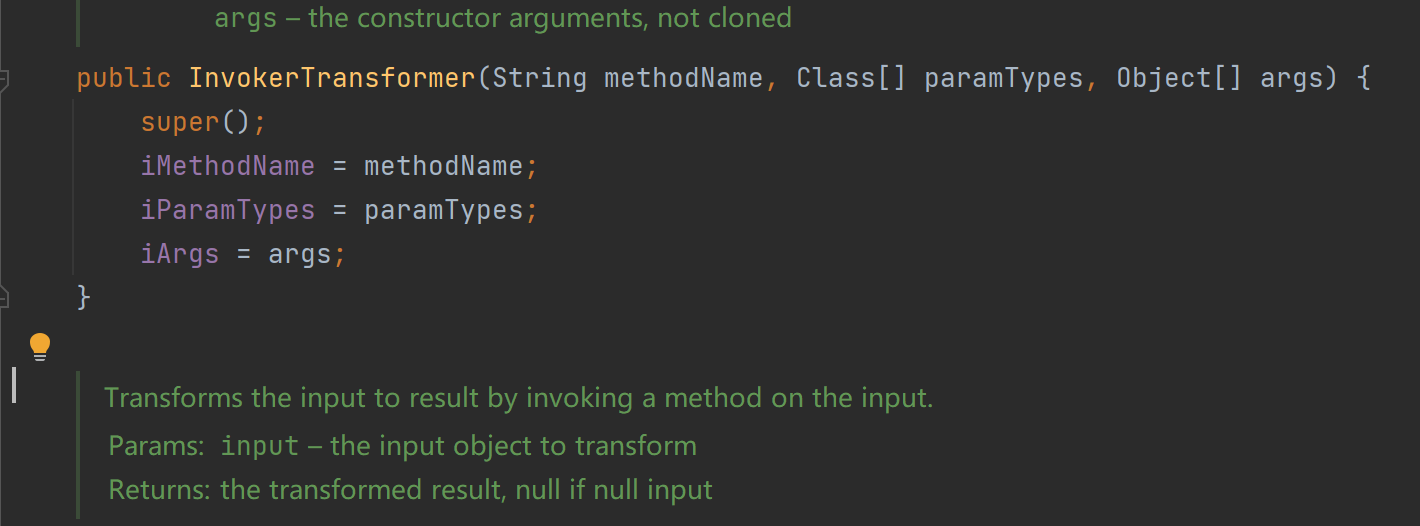 args – the constructor arguments, not cloned
public InvokerTransformer(String methodName, Class[] paramTypes, Object[] args) {
super();
iMethodName = methodName;
iParamTypes = paramTypes;
iArgs = args;
}
Transforms the input to result by invoking a method on the input.
Params: input – the input object to transform
Returns: the transformed result, null if null input